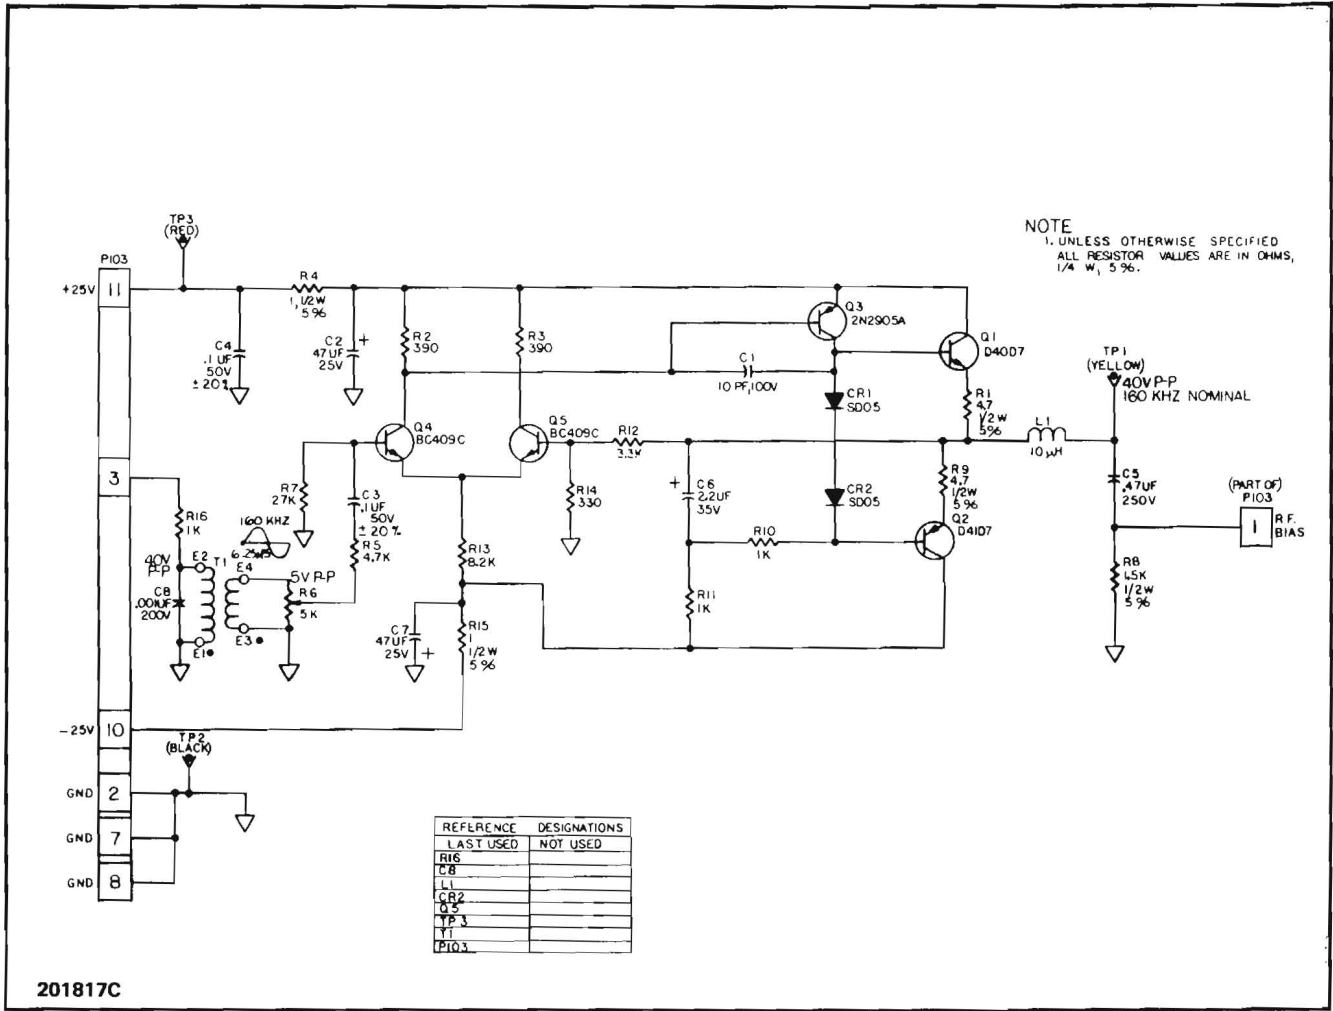 TP3
(RED)
P103
+25V 11
R4
1, 1/2W
5%
C4
.1 UF
50V
±20%
C2
47UF
25V
+
R2
390
R3
390
Q3
2N2905A
Q1
D40D7
C1
10 PF, 100V
CR1
SD05
R1
4.7
1/2W
5%
NOTE
1. UNLESS OTHERWISE SPECIFIED
ALL RESISTOR VALUES ARE IN OHMS,
1/4 W, 5%.
TP1
(YELLOW)
40V P-P
160 KHZ NOMINAL
L1
10 μH
Q4
BC409C
Q5
BC409C
R12
3.3K
3
R7
27K
C3
.1UF
50V
±20%
R14
330
+
C6
2.2UF
35V
CR2
SD05
R9
4.7
1/2W
5%
Q2
D41D7
C5
.47UF
250V
(PART OF)
P103
1
R.F.
BIAS
R16
1K
160 KHZ
R5
4.7K
R13
8.2K
R10
1K
40V
P-P
E2
T1
E4
5V P-P
R6
5K
C8
.001UF
200V
E1
E3
C7
47UF
25V
+
R15
1
1/2W
5%
R11
1K
R8
1.5K
1/2W
5%
-25V 10
TP2
(BLACK)
GND 2
GND 7
GND 8
REFERENCE DESIGNATIONS
LAST USED NOT USED
R16
C8
L1
CR2
Q5
TP3
T1
P103
201817C